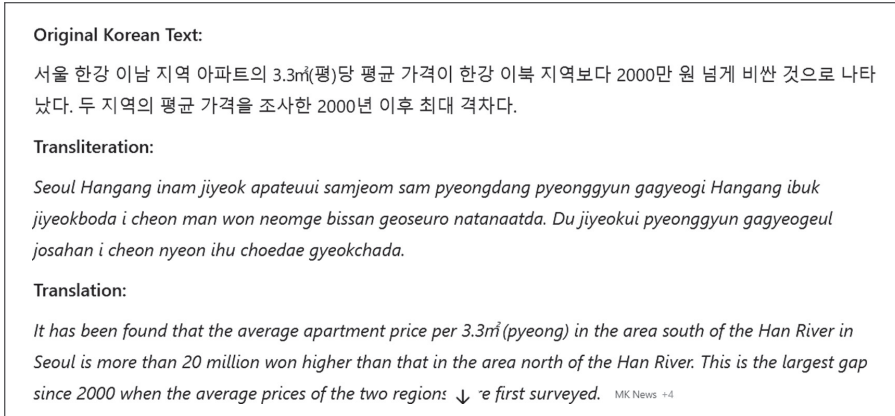 Original Korean Text:
서울 한강 이남 지역 아파트의 3.3㎡(평)당 평균 가격이 한강 이북 지역보다 2000만 원 넘게 비싼 것으로 나타
났다. 두 지역의 평균 가격을 조사한 2000년 이후 최대 격차다.
Transliteration:
Seoul Hangang inam jiyeok apateuui samjeom sam pyeongdang pyeonggyun gagyeogi Hangang ibuk
jiyeokboda i cheon man won neomge bissan geoseuro natanaatda. Du jiyeokui pyeonggyun gagyeogeul
josahan i cheon nyeon ihu choedae gyeokchada.
Translation:
It has been found that the average apartment price per 3.3㎡(pyeong) in the area south of the Han River in
Seoul is more than 20 million won higher than that in the area north of the Han River. This is the largest gap
since 2000 when the average prices of the two regions ↓ first surveyed. MK News +4